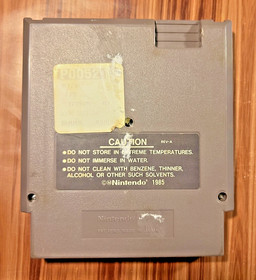 CAUTION
REV-A
●DO NOT STORE IN EXTREME TEMPERATURES.
●DO NOT IMMERSE IN WATER.
●DO NOT CLEAN WITH BENZENE, THINNER,
ALCOHOL OR OTHER SUCH SOLVENTS.
©®Nintendo® 1985
Nintendo